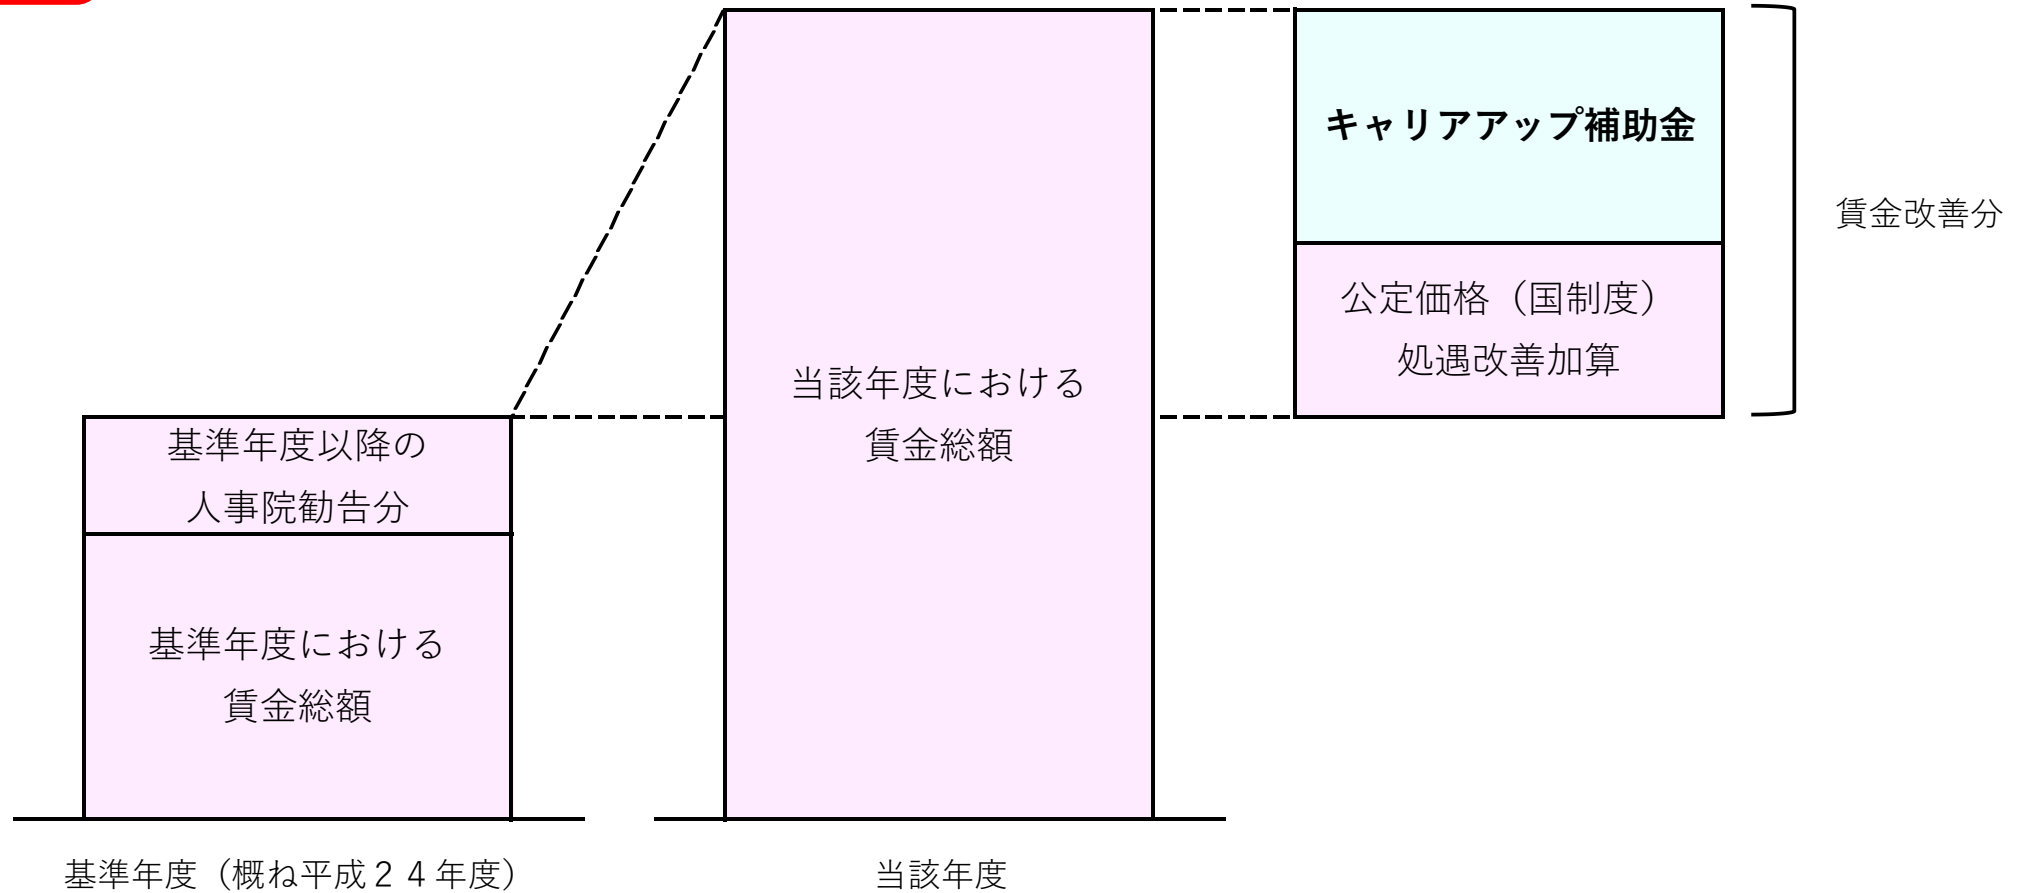 キャリアアップ補助金
賃金改善分
公定価格（国制度）
処遇改善加算
当該年度における
賃金総額
基準年度以降の
人事院勧告分
基準年度における
賃金総額
基準年度（概ね平成２４年度）
当該年度